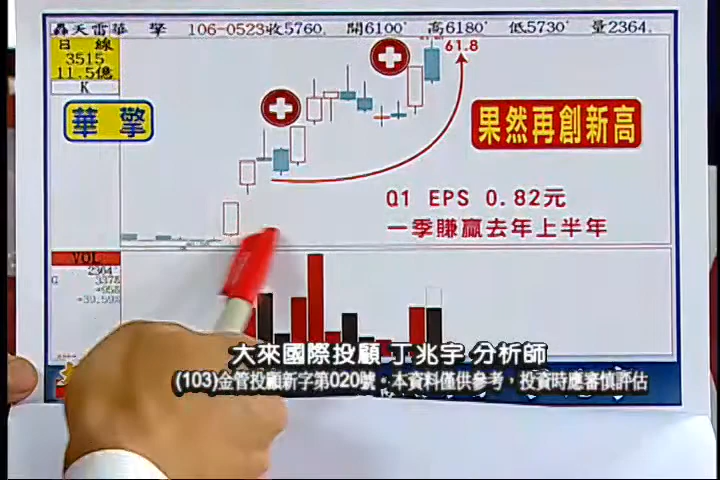 天雷華 擎 106-0523收5760, 開6100' 高6180' 低5730' 量2364,
日 線
3515
11.5億
K
華 擎
61.8
果然再創新高
Q1 EPS 0.82元
一季賺贏去年上半年
VOL
2364
大來國際投顧 丁兆宇 分析師
(103)金管投顧新字第020號‧本資料僅供參考，投資時應審慎評估